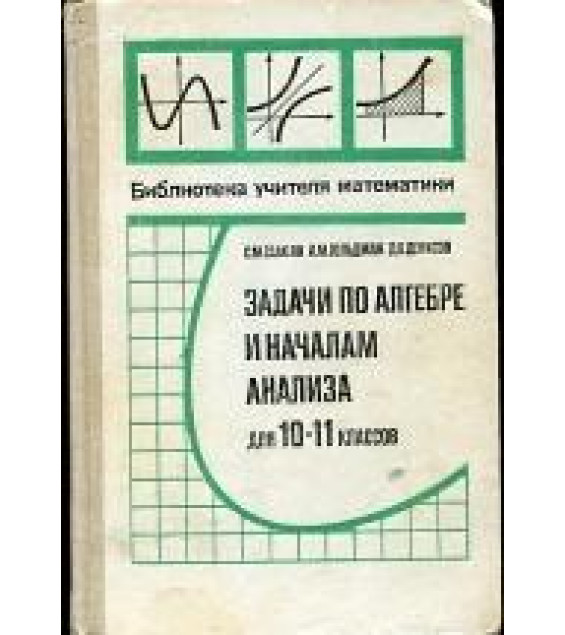 Библиотека учителя математики
ЗАДАЧИ ПО АЛГЕБРЕ
И НАЧАЛАМ
АНАЛИЗА
для 10-11 классов